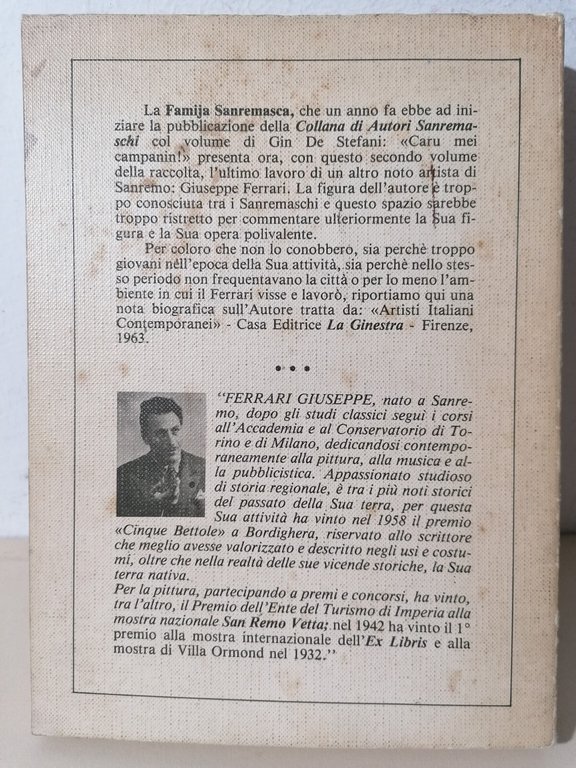 La Famija Sanremasca, che un anno fa ebbe ad ini-
ziare la pubblicazione della Collana di Autori Sanrema-
schi col volume di Gin De Stefani: «Caru mei
campanin!» presenta ora, con questo secondo volume
della raccolta, l'ultimo lavoro di un altro noto artista di
Sanremo: Giuseppe Ferrari. La figura dell'autore è trop-
po conosciuta tra i Sanremaschi e questo spazio sarebbe
troppo ristretto per commentare ulteriormente la Sua fi-
gura e la Sua opera polivalente.
Per coloro che non lo conobbero, sia perchè troppo
giovani nell'epoca della Sua attività, sia perchè nello stes-
so periodo non frequentavano la città o per lo meno l'am-
biente in cui il Ferrari visse e lavorò, riportiamo qui una
nota biografica sull'Autore tratta da: «Artisti Italiani
Contemporanei» - Casa Editrice La Ginestra - Firenze,
1963.
• • •
"FERRARI GIUSEPPE, nato a Sanre-
mo, dopo gli studi classici seguì i corsi
all'Accademia e al Conservatorio di To-
rino e di Milano, dedicandosi contempo-
raneamente alla pittura, alla musica e al-
la pubblicistica. Appassionato studioso
di storia regionale, è tra i più noti storici
del passato della Sua terra, per questa
Sua attività ha vinto nel 1958 il premio
«Cinque Bettole» a Bordighera, riservato allo scrittore
che meglio avesse valorizzato e descritto negli usi e costu-
mi, oltre che nella realtà delle sue vicende storiche, la Sua
terra nativa.
Per la pittura, partecipando a premi e concorsi, ha vinto,
tra l'altro, il Premio dell'Ente del Turismo di Imperia alla
mostra nazionale San Remo Vetta; nel 1942 ha vinto il 1°
premio alla mostra internazionale dell'Ex Libris e alla
mostra di Villa Ormond nel 1932."